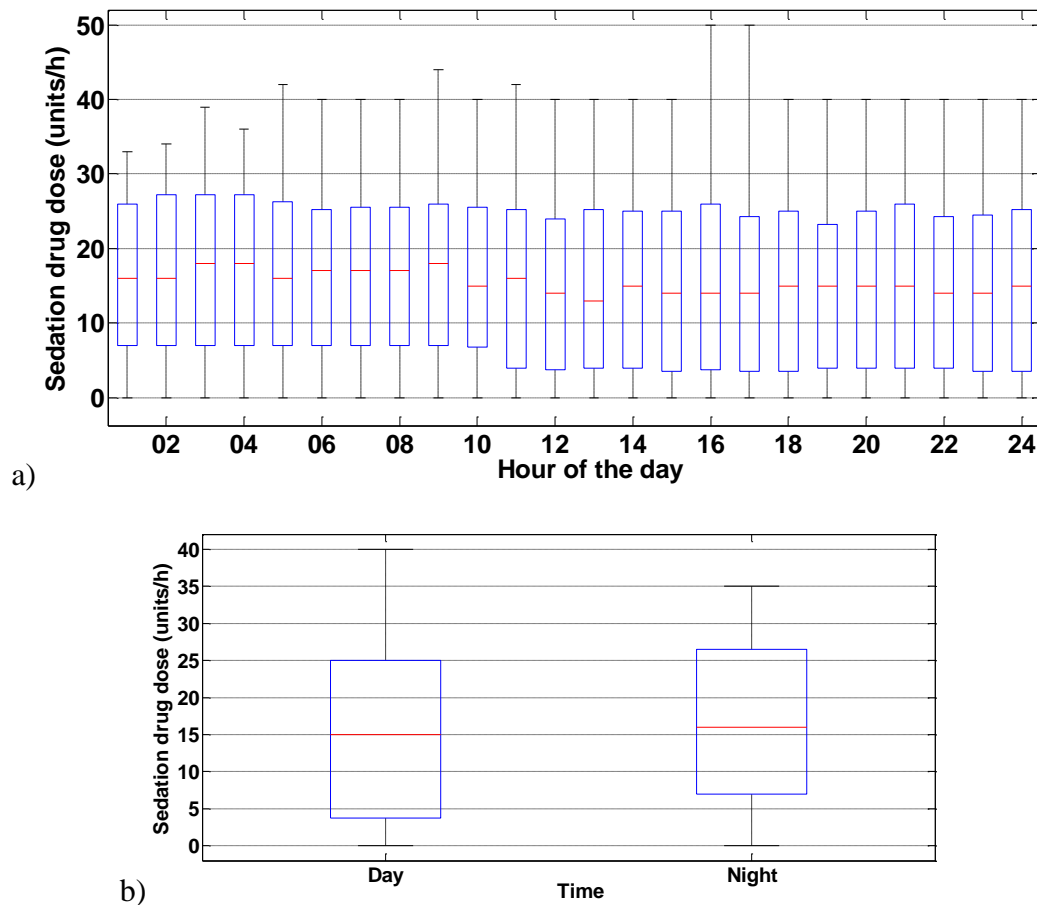 50
40
30
20
10
0
Sedation drug dose (units/h)
02 04 06 08 10 12 14 16 18 20 22 24
Hour of the day
a)
40
35
30
25
20
15
10
5
0
Sedation drug dose (units/h)
Day Night
Time
b)